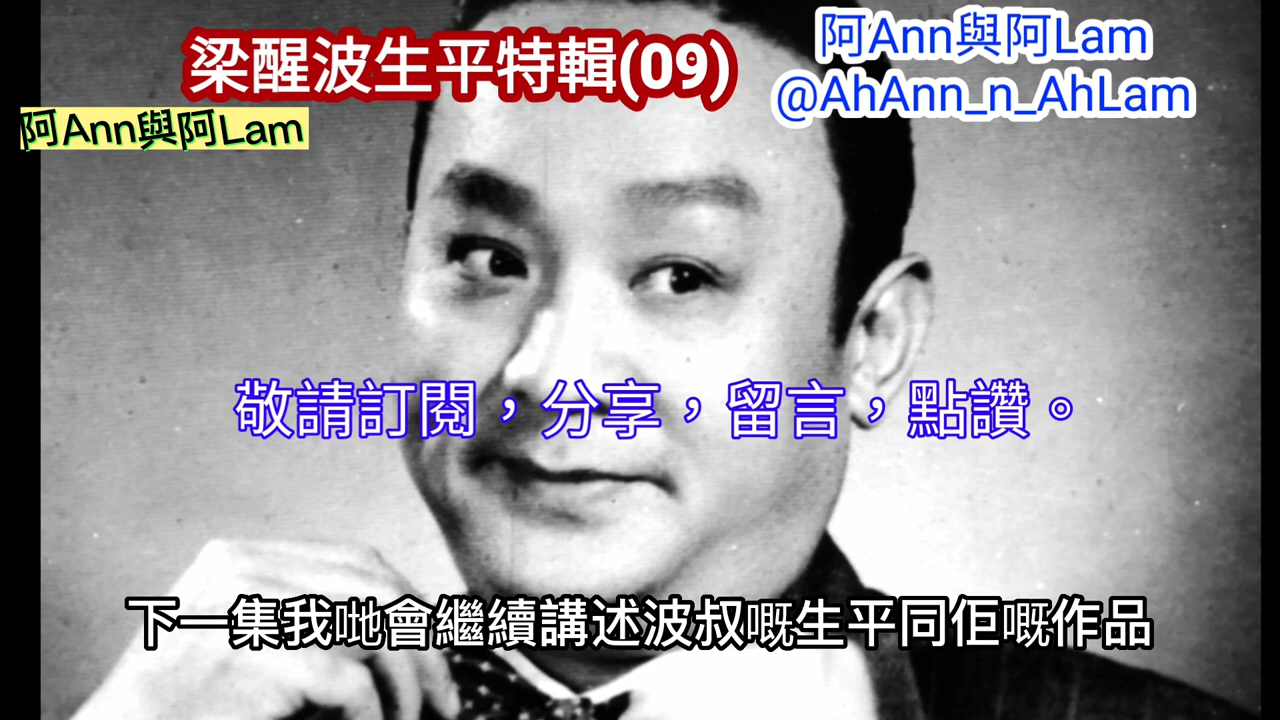 梁醒波生平特輯(09)
阿Ann與阿Lam
@AhAnn_n_AhLam
阿Ann與阿Lam
敬請訂閱，分享，留言，點讚。
下一集我哋會繼續講述波叔嘅生平同佢嘅作品